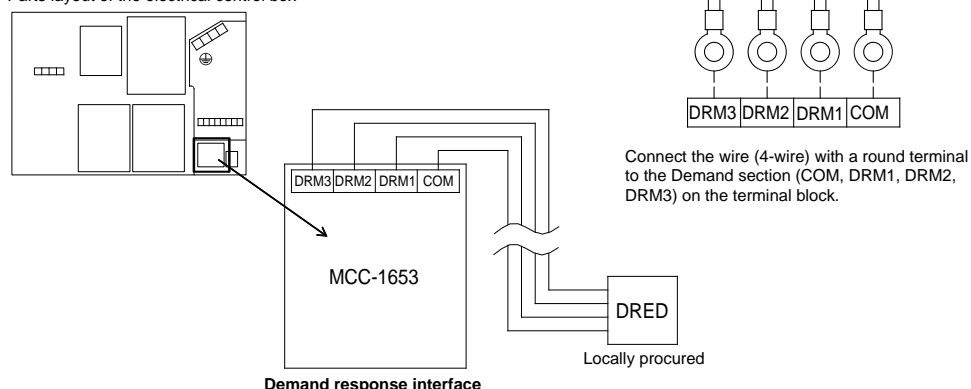 Parts layout of the electrical control box
DRM3 DRM2 DRM1 COM
Connect the wire (4-wire) with a round terminal
to the Demand section (COM, DRM1, DRM2,
DRM3) on the terminal block.
DRM3 DRM2 DRM1 COM
MCC-1653
DRED
Locally procured
Demand response interface